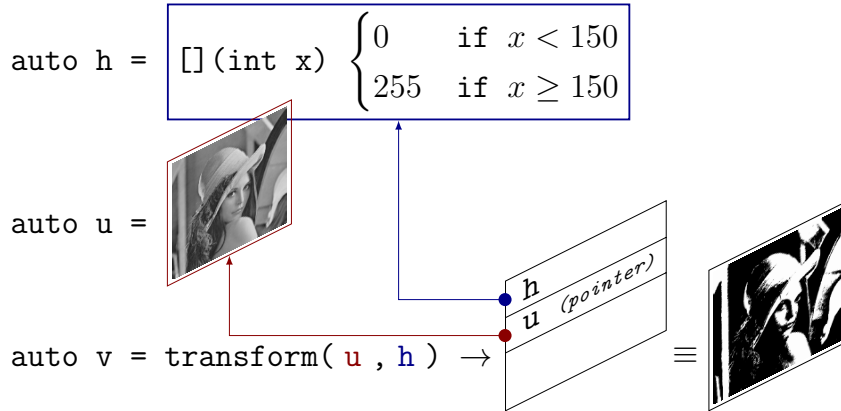 auto h = [](int x) { 0 if x < 150
255 if x ≥ 150
auto u =
h
u (pointer)
auto v = transform( u , h ) → ≡